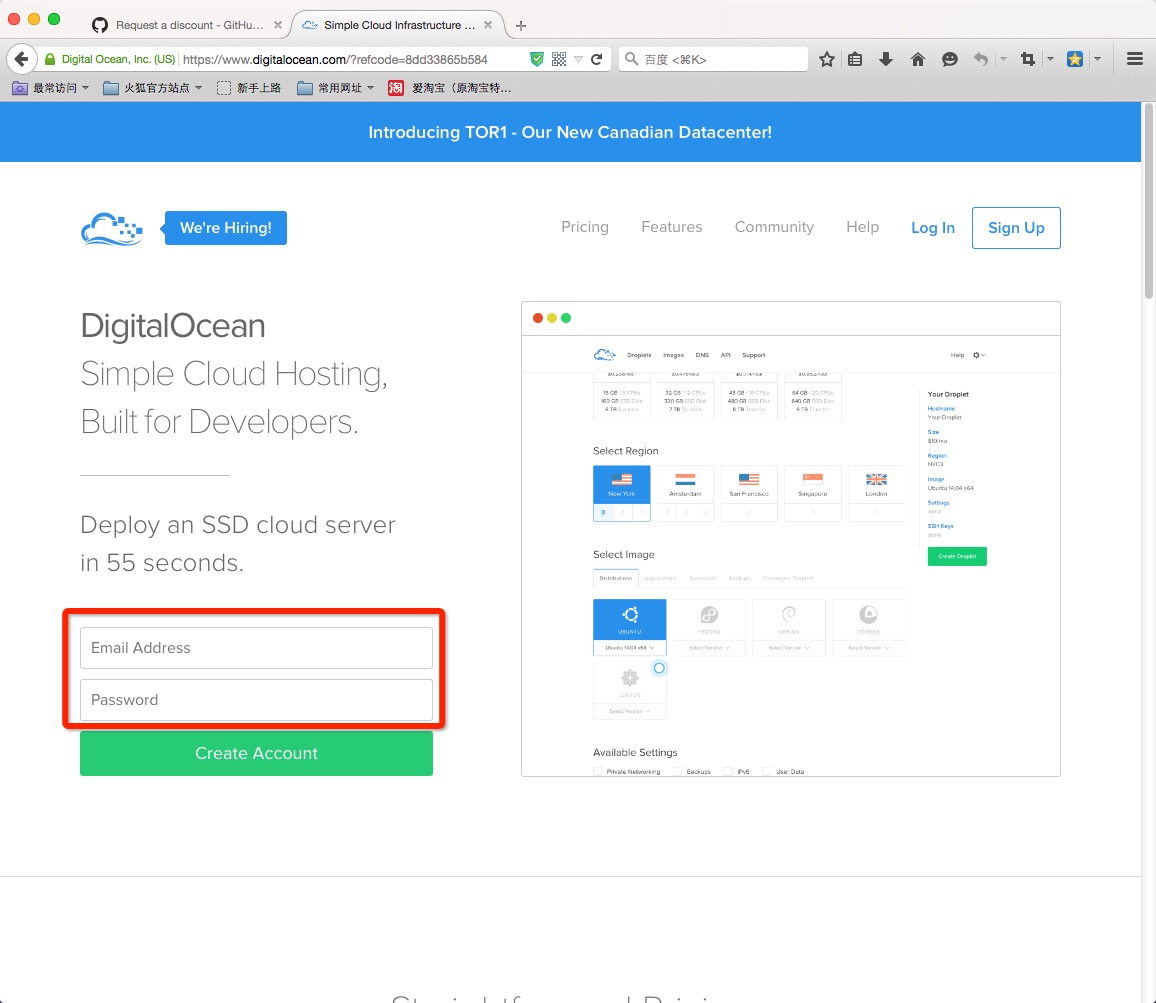 Request a discount - GitHu...
Simple Cloud Infrastructure ...
Digital Ocean, Inc. (US)
https://www.digitalocean.com/?refcode=8dd33865b584
百度 <⌘K>
最常访问
火狐官方站点
新手上路
常用网址
淘
爱淘宝（原淘宝特...
Introducing TOR1 - Our New Canadian Datacenter!
We're Hiring!
Pricing
Features
Community
Help
Log In
Sign Up
DigitalOcean
Simple Cloud Hosting,
Built for Developers.
Deploy an SSD cloud server
in 55 seconds.
Email Address
Password
Create Account
Droplets
Images
DNS
API
Support
Help
16 GB / 8 CPUs
160 GB SSD Disk
6 TB Transfer
32 GB / 12 CPUs
320 GB SSD Disk
7 TB Transfer
48 GB / 16 CPUs
480 GB SSD Disk
8 TB Transfer
64 GB / 20 CPUs
640 GB SSD Disk
9 TB Transfer
Select Region
New York
Amsterdam
San Francisco
Singapore
London
3 2 1
3 2 1
1
1
1
Select Image
Distributions
Applications
Snapshots
Backups
Destroyed Droplets
UBUNTU
Ubuntu 14.04 x64
FEDORA
Select Version
DEBIAN
Select Version
COREOS
Select Version
CENTOS
Select Version
Available Settings
Private Networking
Backups
IPv6
User Data
Your Droplet
Hostname
Your-Droplet
Size
$10/mo
Region
NYC3
Image
Ubuntu 14.04 x64
Settings
none
SSH Keys
none
Create Droplet